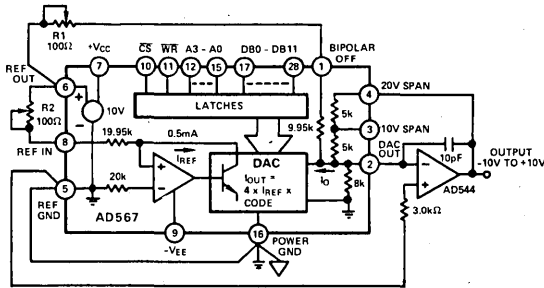 R1
100Ω
+VCC
CS WR A3 - A0 DB0 - DB11
BIPOLAR
OFF
REF
OUT
7
10
11
12
15
17
28
1
6
R2
100Ω
+
-
10V
LATCHES
9.95k
5k
4
20V SPAN
3
10V SPAN
5k
DAC
OUT
2
10pF
OUTPUT
-10V TO +10V
REF IN
8
19.95k
0.5mA
IREF
DAC
IOUT =
4 x IREF x
CODE
IO
8k
-
+
AD544
REF
GND
5
20k
+
-
AD567
3.0kΩ
9
-VEE
16
POWER
GND